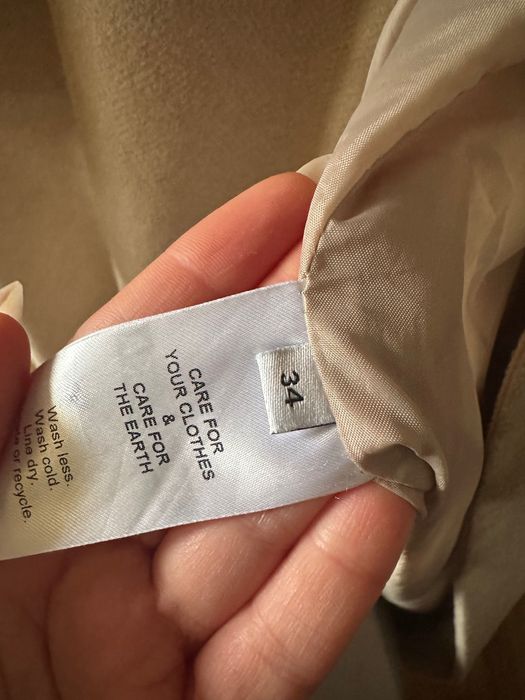 34
CARE FOR
YOUR CLOTHES
&
CARE FOR
THE EARTH
Wash less.
Wash cold.
Line dry.
or recycle.